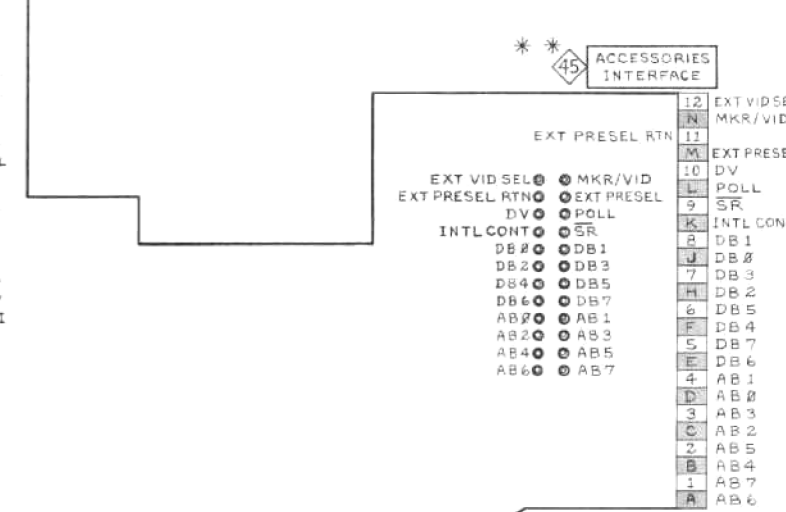 * *
45
ACCESSORIES
INTERFACE
12 EXT VID SE
N MKR/VID
EXT PRESEL RTN 11
M EXT PRESE
10 DV
L POLL
9 SR
K INTL CON
8 DB1
J DBØ
7 DB3
H DB2
6 DB5
F DB4
5 DB7
E DB6
4 AB1
D ABØ
3 AB3
C AB2
2 AB5
B AB4
1 AB7
A AB6
EXT VID SEL MKR/VID
EXT PRESEL RTN EXT PRESEL
DV POLL
INTL CONT SR
DBØ DB1
DB2 DB3
DB4 DB5
DB6 DB7
ABØ AB1
AB2 AB3
AB4 AB5
AB6 AB7